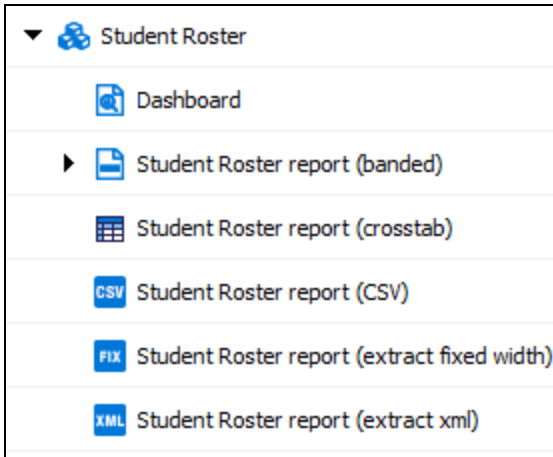 Student Roster
Dashboard
Student Roster report (banded)
Student Roster report (crosstab)
CSV Student Roster report (CSV)
FIX Student Roster report (extract fixed width)
XML Student Roster report (extract xml)